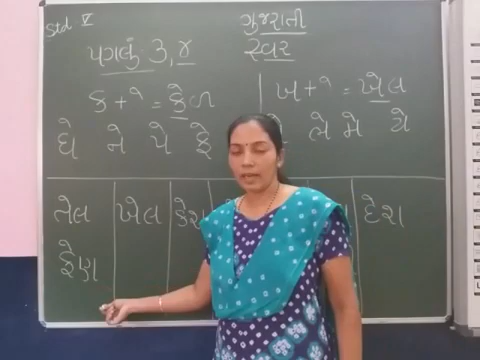 Std V
ગુજરાતી
પગલું-૩,૪ સ્વર
ક + ે = કેળ
ખ + ે = ખેલ
ઘે ને પે ફે લે મે યે
તેલ ખેલ દેશ
ફેણ